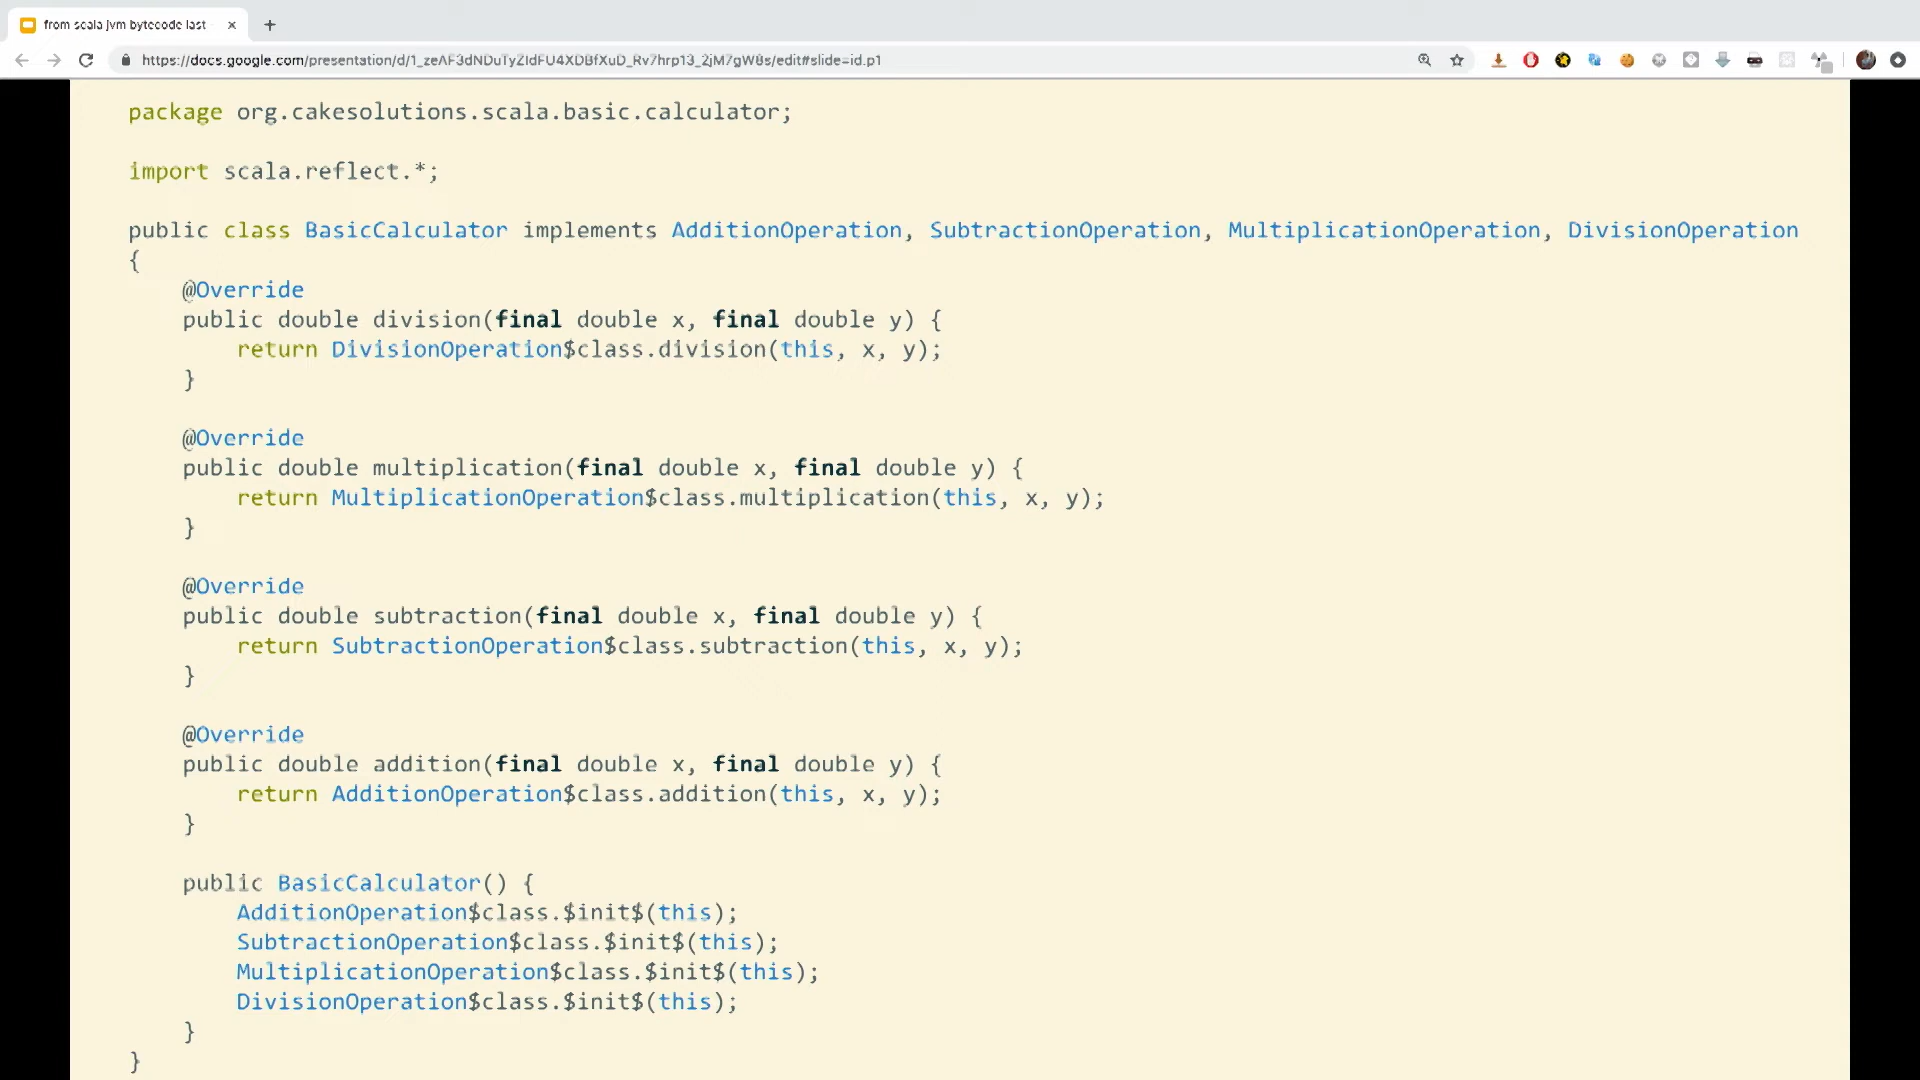 from scala jvm bytecode last
https://docs.google.com/presentation/d/1_zeAF3dNDuTyZIdFU4XDBfXuD_Rv7hrp13_2jM7gW8s/edit#slide=id.p1
package org.cakesolutions.scala.basic.calculator;
import scala.reflect.*;
public class BasicCalculator implements AdditionOperation, SubtractionOperation, MultiplicationOperation, DivisionOperation
{
@Override
public double division(final double x, final double y) {
return DivisionOperation$class.division(this, x, y);
}
@Override
public double multiplication(final double x, final double y) {
return MultiplicationOperation$class.multiplication(this, x, y);
}
@Override
public double subtraction(final double x, final double y) {
return SubtractionOperation$class.subtraction(this, x, y);
}
@Override
public double addition(final double x, final double y) {
return AdditionOperation$class.addition(this, x, y);
}
public BasicCalculator() {
AdditionOperation$class.$init$(this);
SubtractionOperation$class.$init$(this);
MultiplicationOperation$class.$init$(this);
DivisionOperation$class.$init$(this);
}
}